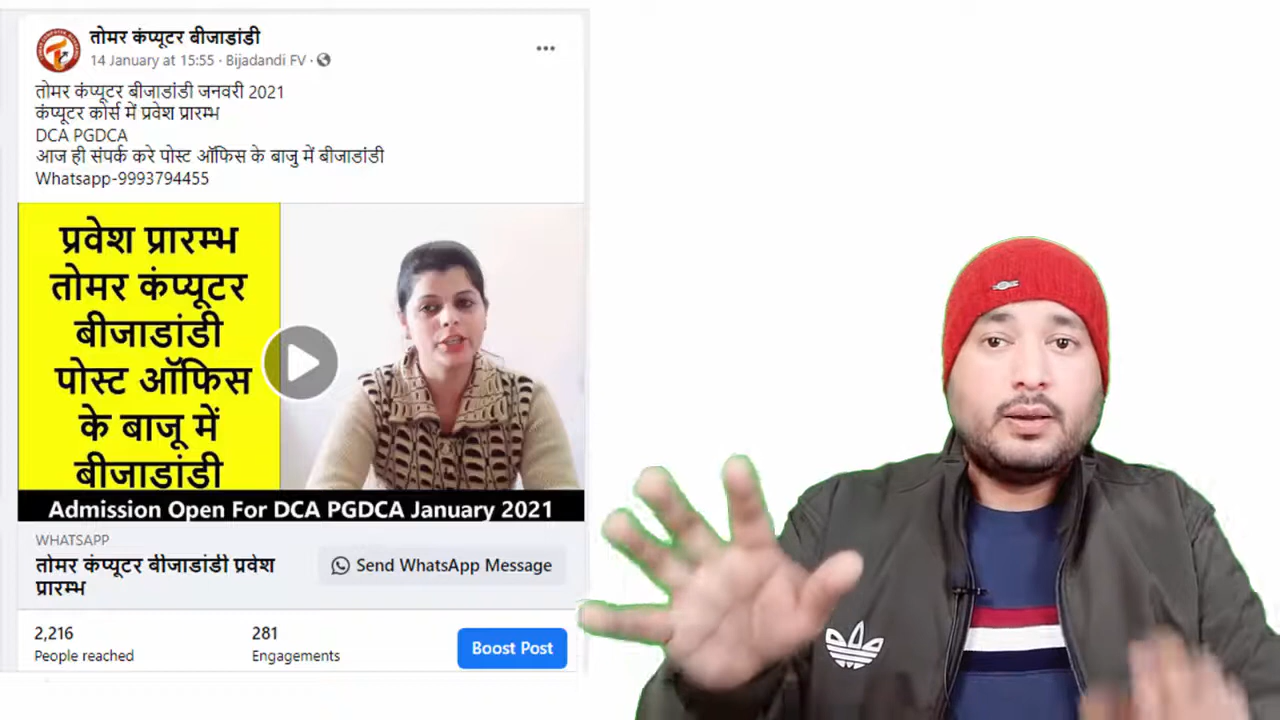 तोमर कंप्यूटर बीजाडांडी
14 January at 15:55 · Bijadandi FV ·
तोमर कंप्यूटर बीजाडांडी जनवरी 2021
कंप्यूटर कोर्स में प्रवेश प्रारम्भ
DCA PGDCA
आज ही संपर्क करे पोस्ट ऑफिस के बाजु में बीजाडांडी
Whatsapp-9993794455
प्रवेश प्रारम्भ
तोमर कंप्यूटर
बीजाडांडी
पोस्ट ऑफिस
के बाजू में
बीजाडांडी
Admission Open For DCA PGDCA January 2021
WHATSAPP
तोमर कंप्यूटर बीजाडांडी प्रवेश
प्रारम्भ
Send WhatsApp Message
2,216
People reached
281
Engagements
Boost Post